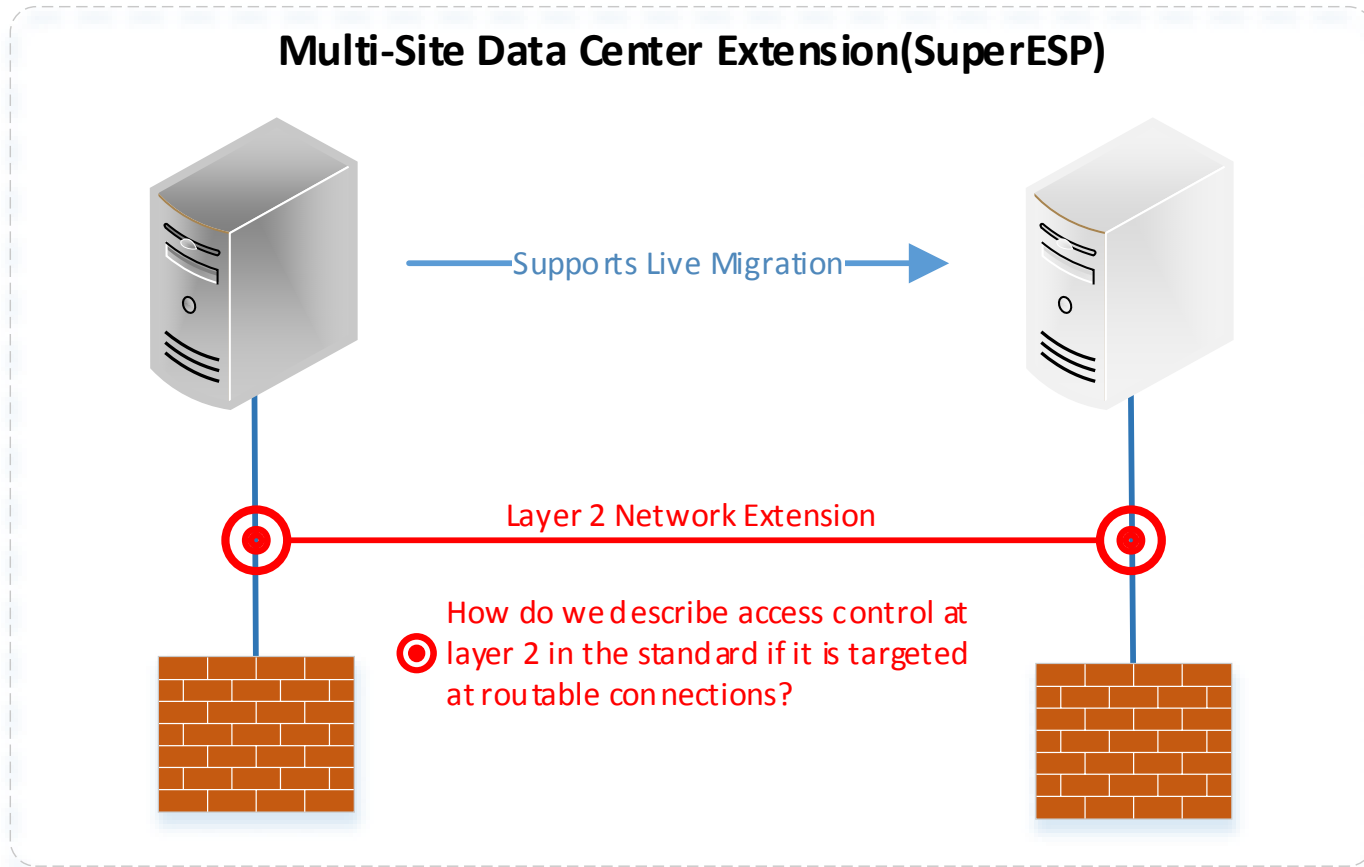 Multi-Site Data Center Extension(SuperESP)
Supports Live Migration
Layer 2 Network Extension
How do we describe access control at
layer 2 in the standard if it is targeted
at routable connections?